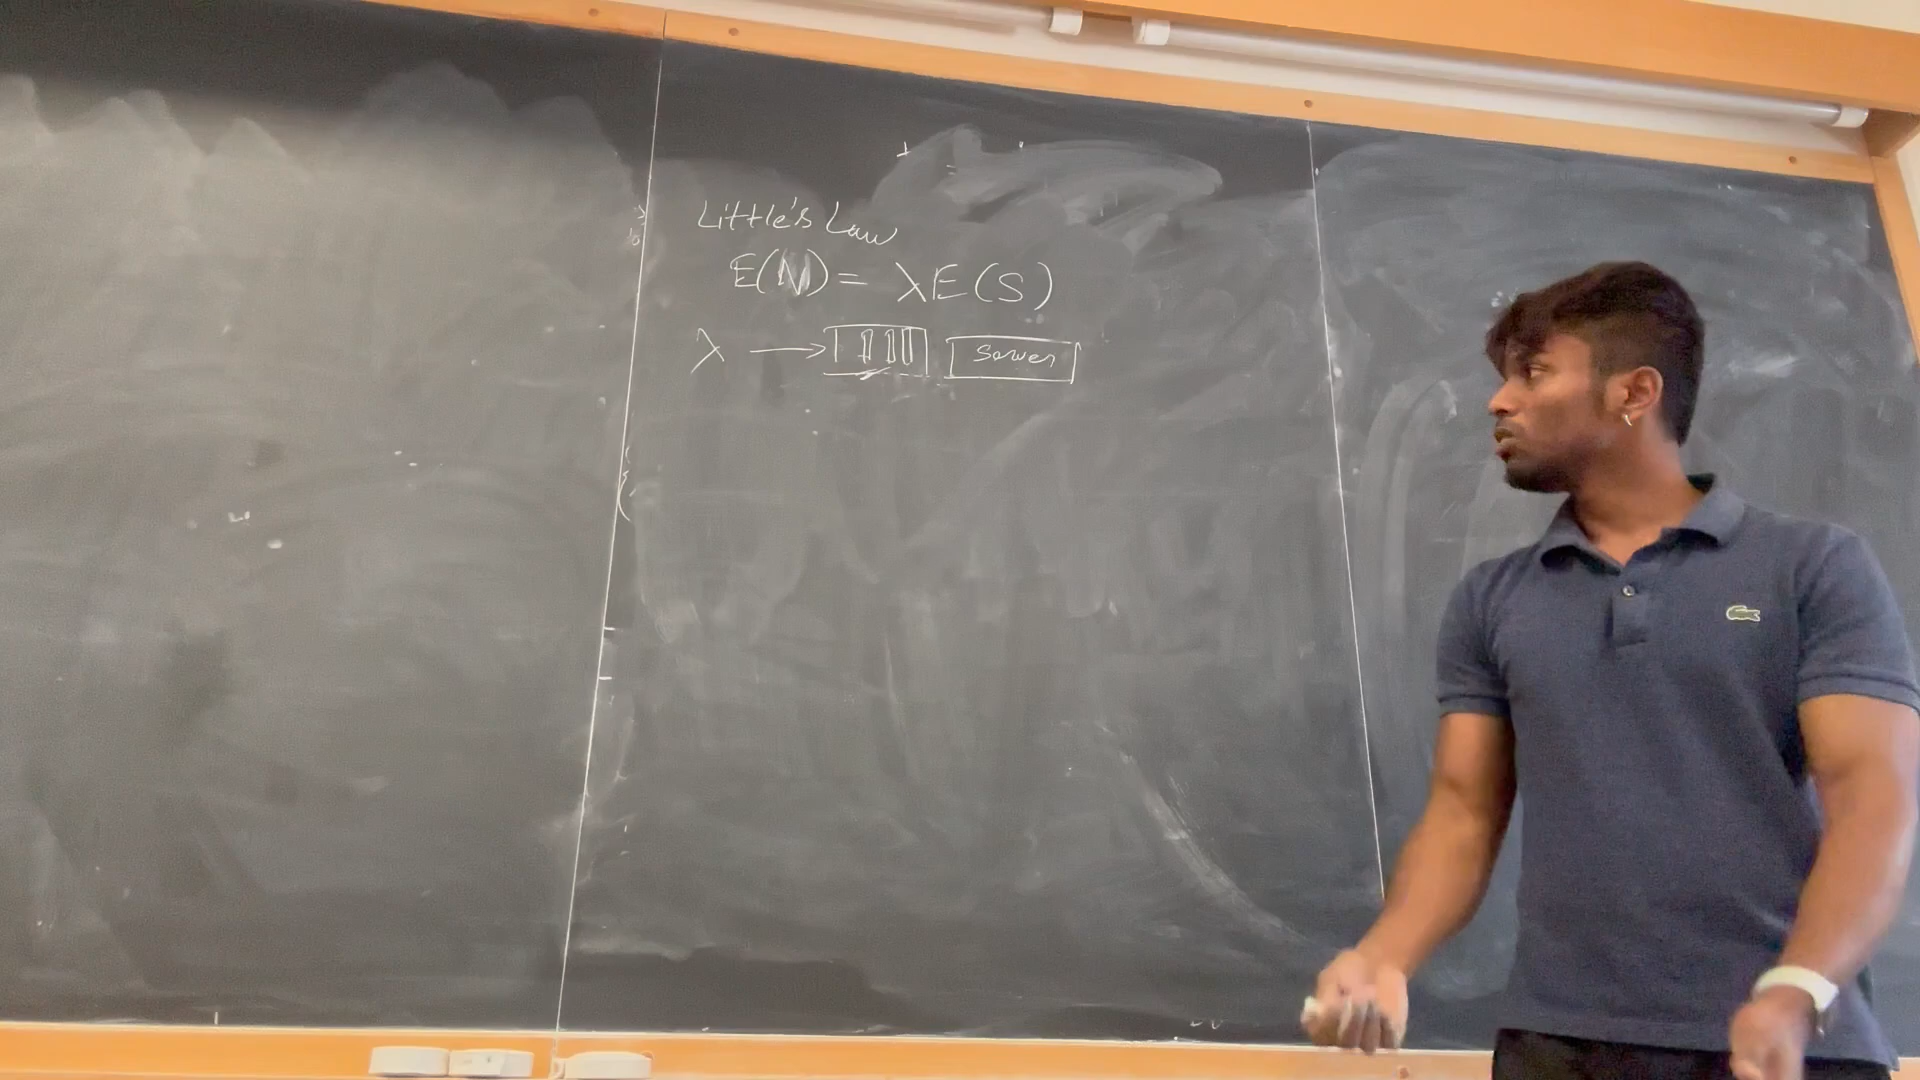 Little's Law
E(N) = λE(S)
λ → Server